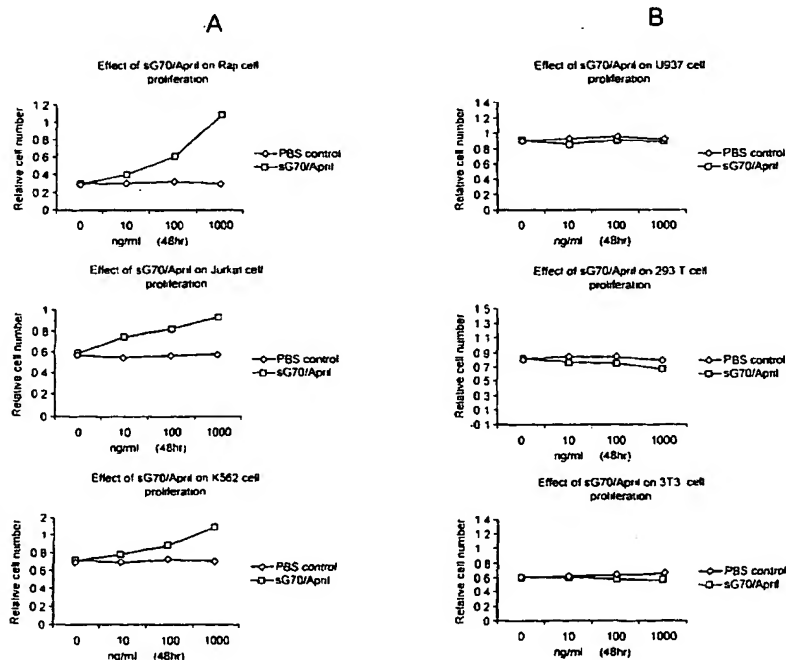 A
Effect of sG70/April on Raji cell
proliferation
Relative cell number
1.2
1
0.8
0.6
0.4
0.2
0
0 10 100 1000
ng/ml (48hr)
PBS control
sG70/April
Effect of sG70/April on Jurkat cell
proliferation
Relative cell number
1
0.8
0.6
0.4
0.2
0
0 10 100 1000
ng/ml (48hr)
PBS control
sG70/April
Effect of sG70/April on K562 cell
proliferation
Relative cell number
2
1
0.8
0.6
0.4
0.2
0
0 10 100 1000
ng/ml (48hr)
PBS control
sG70/April
B
Effect of sG70/April on U937 cell
proliferation
Relative cell number
1 4
1 2
1
0 8
0 6
0 4
0 2
0
0 10 100 1000
ng/ml (48hr)
PBS control
sG70/April
Effect of sG70/April on 293 T cell
proliferation
Relative cell number
1 5
1 3
1 1
0 9
0 7
0 5
0 3
0 1
-0 1
0 10 100 1000
ng/ml (48hr)
PBS control
sG70/April
Effect of sG70/April on 3T3 cell
proliferation
Relative cell number
1 6
1 4
1 2
1
0 8
0 6
0 4
0 2
0
0 10 100 1000
ng/ml (48hr)
PBS control
sG70/April